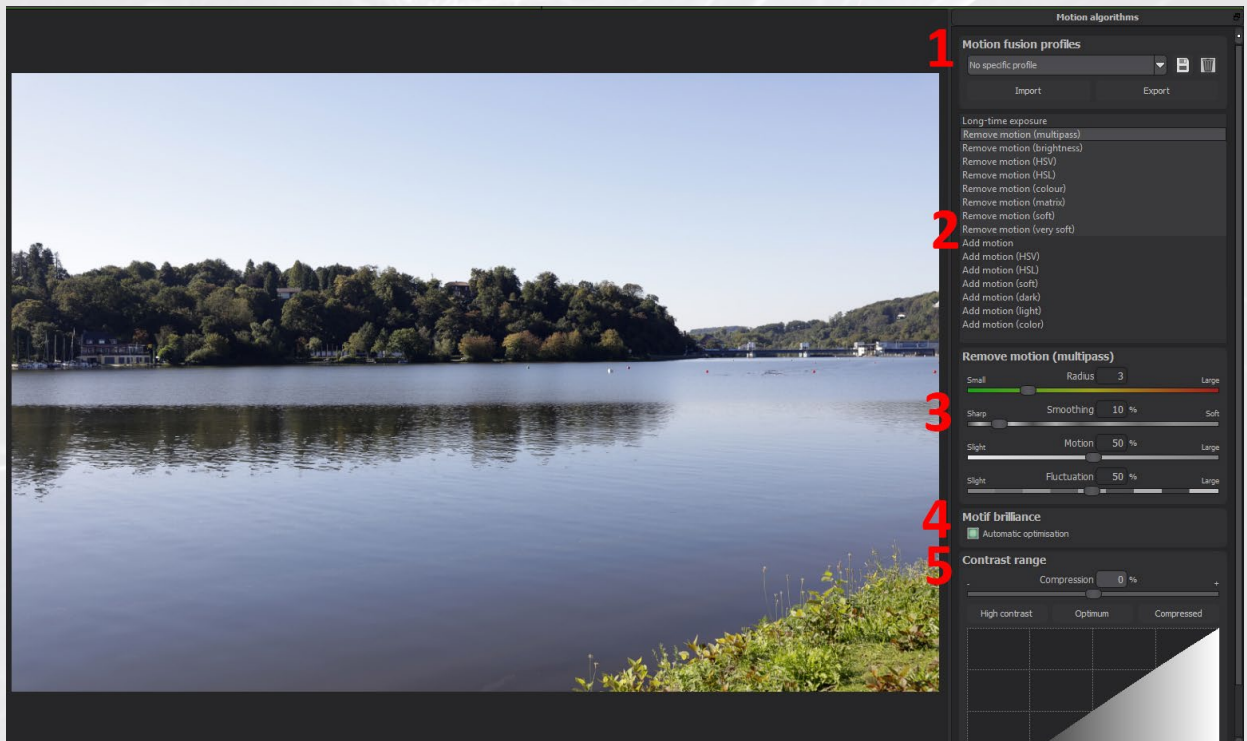 Motion algorithms
1
Motion fusion profiles
No specific profile
Import Export
Long-time exposure
Remove motion (multipass)
Remove motion (brightness)
Remove motion (HSV)
Remove motion (HSL)
Remove motion (colour)
Remove motion (matrix)
Remove motion (soft)
2
Remove motion (very soft)
Add motion
Add motion (HSV)
Add motion (HSL)
Add motion (soft)
Add motion (dark)
Add motion (light)
Add motion (color)
Remove motion (multipass)
Small Radius 3 Large
3
Sharp Smoothing 10 % Soft
Slight Motion 50 % Large
Slight Fluctuation 50 % Large
4
Motif brilliance
Automatic optimisation
5
Contrast range
- Compression 0 % +
High contrast Optimum Compressed